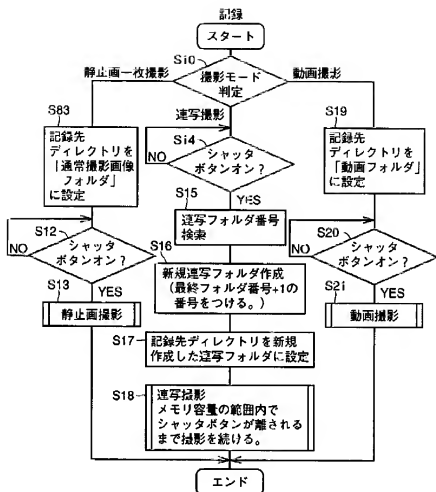 記録
スタート
S10
撮影モード
判定
静止画一枚撮影
動画撮影
連写撮影
S83
記録先
ディレクトリを
「通常撮影画像
フォルダ」
に設定
S14
シャッタ
ボタンオン?
NO
YES
S19
記録先
ディレクトリを
「動画フォルダ」
に設定
S15
連写フォルダ番号
検索
S12
シャッタ
ボタンオン?
NO
YES
S20
シャッタ
ボタンオン?
NO
YES
S16
新規連写フォルダ作成
(最終フォルダ番号+1の
番号をつける。)
S13
静止画撮影
S21
動画撮影
S17
記録先ディレクトリを新規
作成した連写フォルダに設定
S18
連写撮影
メモリ容量の範囲内で
シャッタボタンが離される
まで撮影を続ける。
エンド